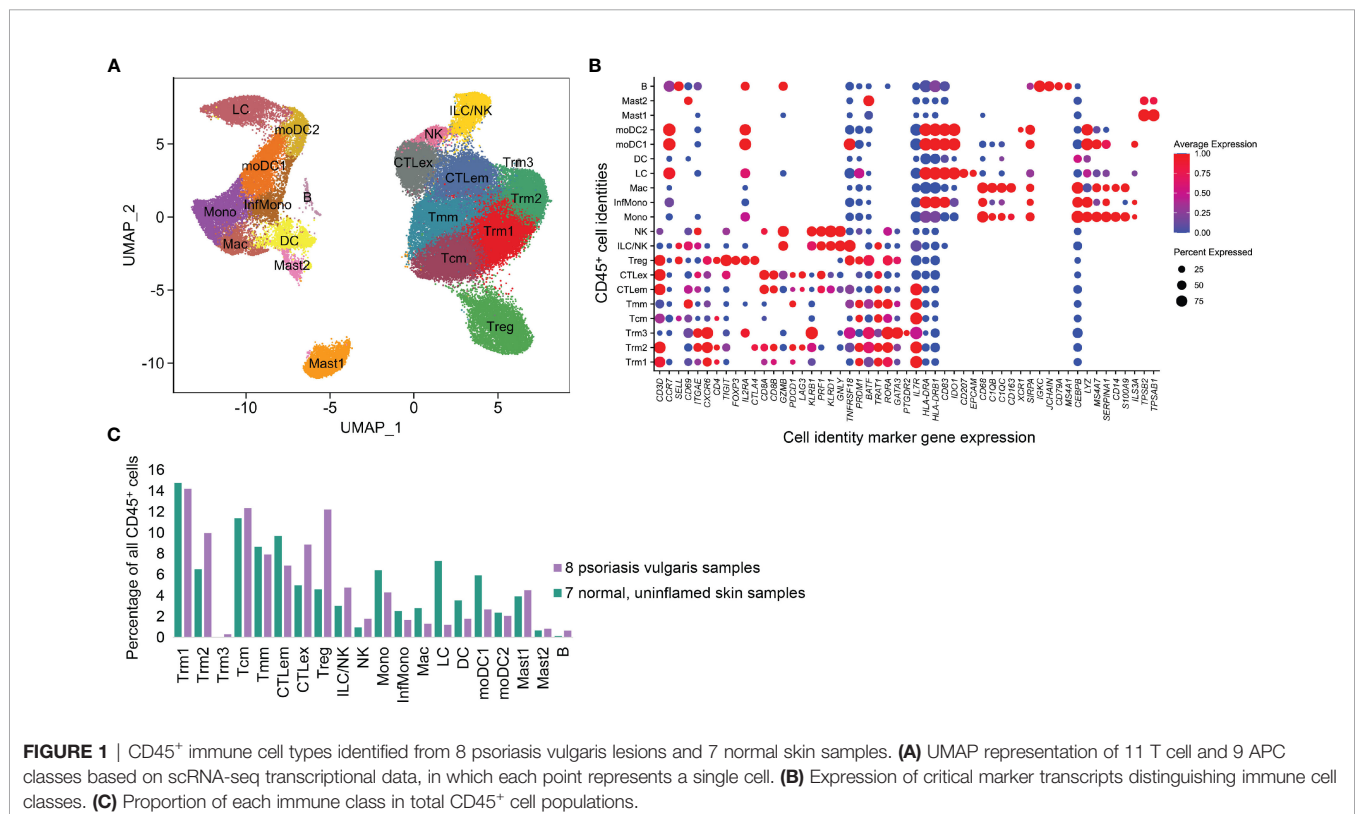 A
LC
moDC2
moDC1
InfMono
Mono
Mac
B
DC
Mast2
Mast1
ILC/NK
NK
CTLex
CTLem
Trm3
Trm2
Tmm
Trm1
Tcm
Treg
5
0
-5
-10
UMAP_2
-10
-5
0
5
UMAP_1
B
CD45+ cell identities
B
Mast2
Mast1
moDC2
moDC1
DC
LC
Mac
InfMono
Mono
NK
ILC/NK
Treg
CTLex
CTLem
Tmm
Tcm
Trm3
Trm2
Trm1
CD3D
CCR7
SELL
CD69
ITGAE
CXCR6
CD4
TIGIT
FOXP3
IL2RA
CTLA4
CD8A
CD8B
GZMB
PDCD1
LAG3
KLRB1
PRF1
KLRD1
GNLY
TNFRSF18
PRDM1
BATF
TRAT1
RORA
GATA3
PTGDR2
IL7R
HLA-DRA
HLA-DRB1
CD83
IDO1
CD207
EPCAM
CD68
C1QB
C1QC
CD163
XCR1
SIRPA
IGKC
JCHAIN
CD79A
MS4A1
CEBPB
LYZ
MS4A7
SERPINA1
CD14
S100A9
IL3RA
TPSB2
TPSAB1
Cell identity marker gene expression
Average Expression
1.00
0.75
0.50
0.25
0.00
Percent Expressed
25
50
75
C
Percentage of all CD45+ cells
16
14
12
10
8
6
4
2
0
Trm1
Trm2
Trm3
Tcm
Tmm
CTLem
CTLex
Treg
ILC/NK
NK
Mono
InfMono
Mac
LC
DC
moDC1
moDC2
Mast1
Mast2
B
8 psoriasis vulgaris samples
7 normal, uninflamed skin samples
FIGURE 1 | CD45+ immune cell types identified from 8 psoriasis vulgaris lesions and 7 normal skin samples. (A) UMAP representation of 11 T cell and 9 APC
classes based on scRNA-seq transcriptional data, in which each point represents a single cell. (B) Expression of critical marker transcripts distinguishing immune cell
classes. (C) Proportion of each immune class in total CD45+ cell populations.